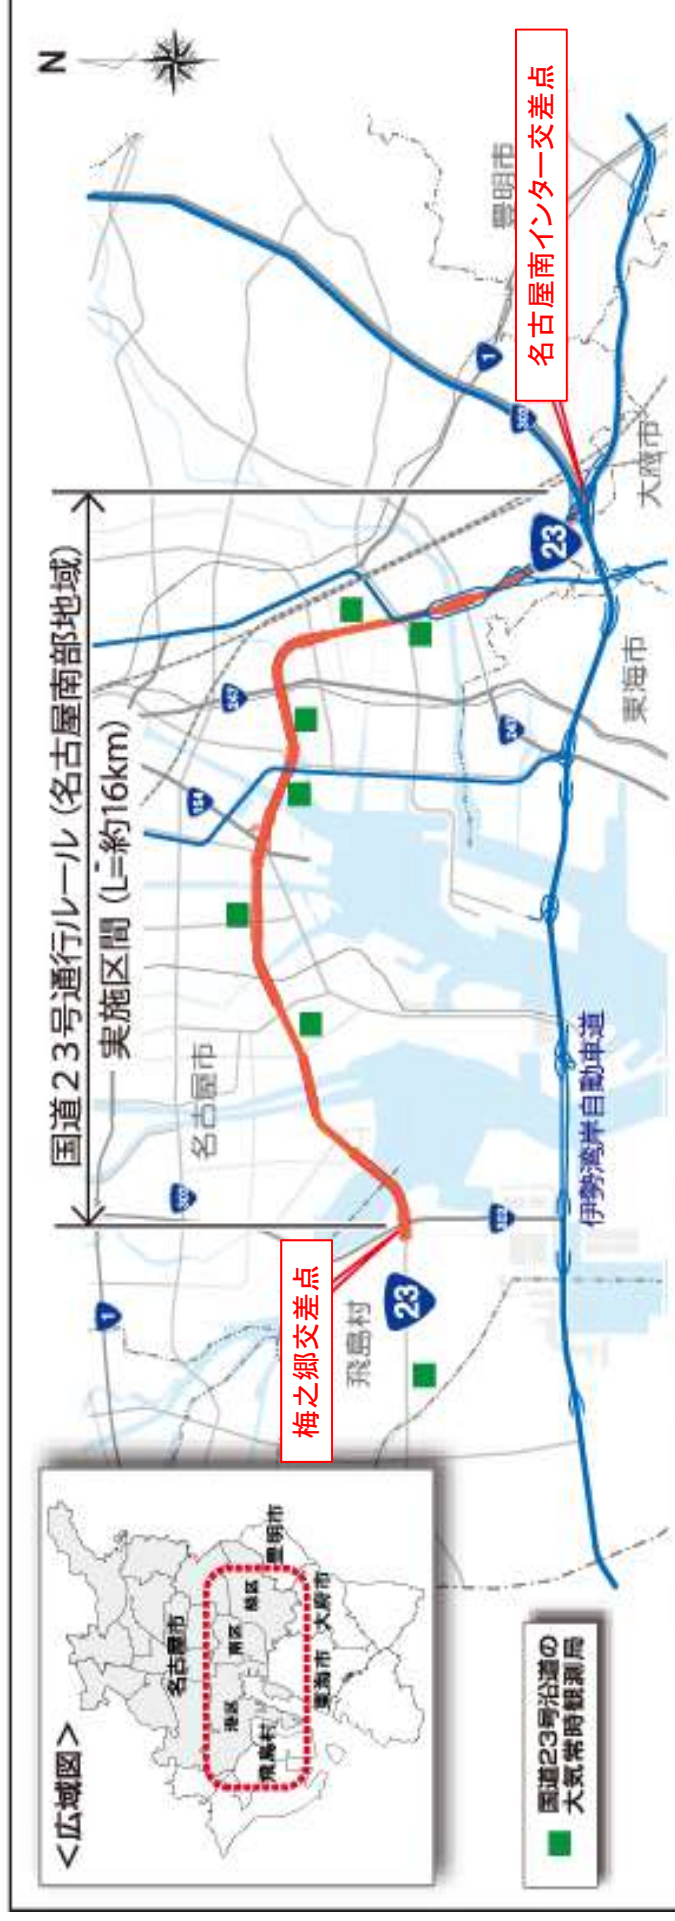 N
国道23号通行ルール(名古屋南部地域)
実施区間(L=約16km)
名古屋南インター交差点
梅之郷交差点
名古屋市
豊明市
大府市
東海市
飛島村
伊勢湾岸自動車道
1
302
23
247
154
247
1
302
23
<広域図>
名古屋市
港区
南区
緑区
豊明市
飛島村
東海市
大府市
国道23号沿道の
大気常時観測局